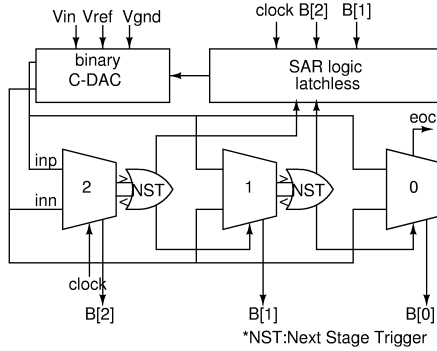 Vin Vref Vgnd
clock B[2] B[1]
binary
C-DAC
SAR logic
latchless
eoc
inp
2
>
<
NST
1
>
<
NST
0
inn
clock
B[2]
B[1]
B[0]
*NST:Next Stage Trigger